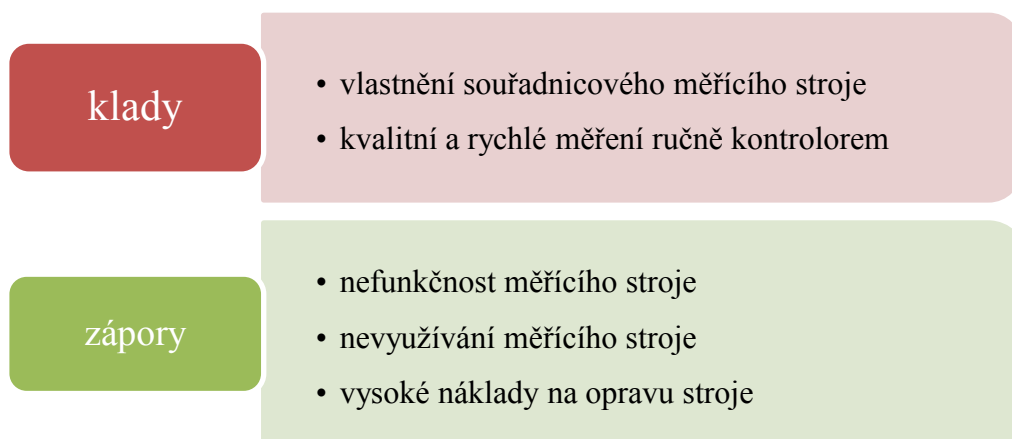 klady
• vlastnění souřadnicového měřícího stroje
• kvalitní a rychlé měření ručně kontrolorem
zápory
• nefunkčnost měřícího stroje
• nevyužívání měřícího stroje
• vysoké náklady na opravu stroje